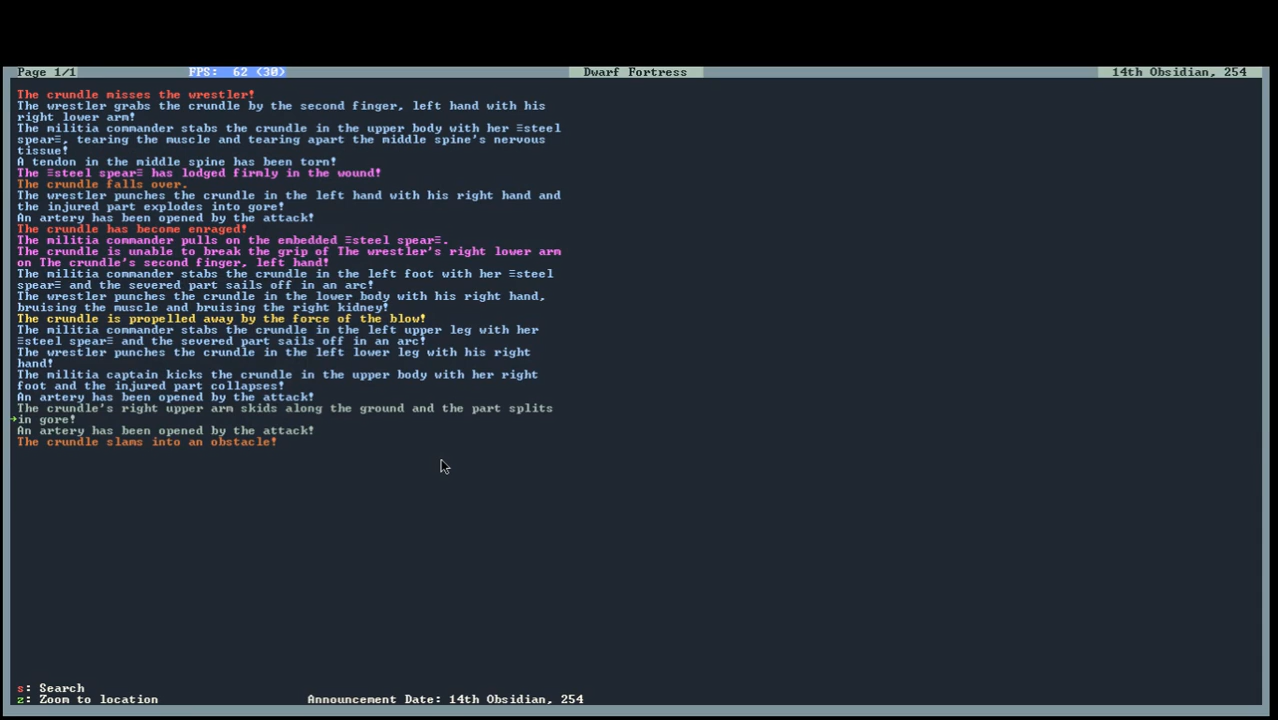 Page 1/1 FPS: 62 (30) Dwarf Fortress 14th Obsidian, 254
The crundle misses the wrestler!
The wrestler grabs the crundle by the second finger, left hand with his
right lower arm!
The militia commander stabs the crundle in the upper body with her ≡steel
spear≡, tearing the muscle and tearing apart the middle spine's nervous
tissue!
A tendon in the middle spine has been torn!
The ≡steel spear≡ has lodged firmly in the wound!
The crundle falls over.
The wrestler punches the crundle in the left hand with his right hand and
the injured part explodes into gore!
An artery has been opened by the attack!
The crundle has become enraged!
The militia commander pulls on the embedded ≡steel spear≡.
The crundle is unable to break the grip of The wrestler's right lower arm
on The crundle's second finger, left hand!
The militia commander stabs the crundle in the left foot with her ≡steel
spear≡ and the severed part sails off in an arc!
The wrestler punches the crundle in the lower body with his right hand,
bruising the muscle and bruising the right kidney!
The crundle is propelled away by the force of the blow!
The militia commander stabs the crundle in the left upper leg with her
≡steel spear≡ and the severed part sails off in an arc!
The wrestler punches the crundle in the left lower leg with his right
hand!
The militia captain kicks the crundle in the upper body with her right
foot and the injured part collapses!
An artery has been opened by the attack!
The crundle's right upper arm skids along the ground and the part splits
→in gore!
An artery has been opened by the attack!
The crundle slams into an obstacle!
s: Search
z: Zoom to location Announcement Date: 14th Obsidian, 254